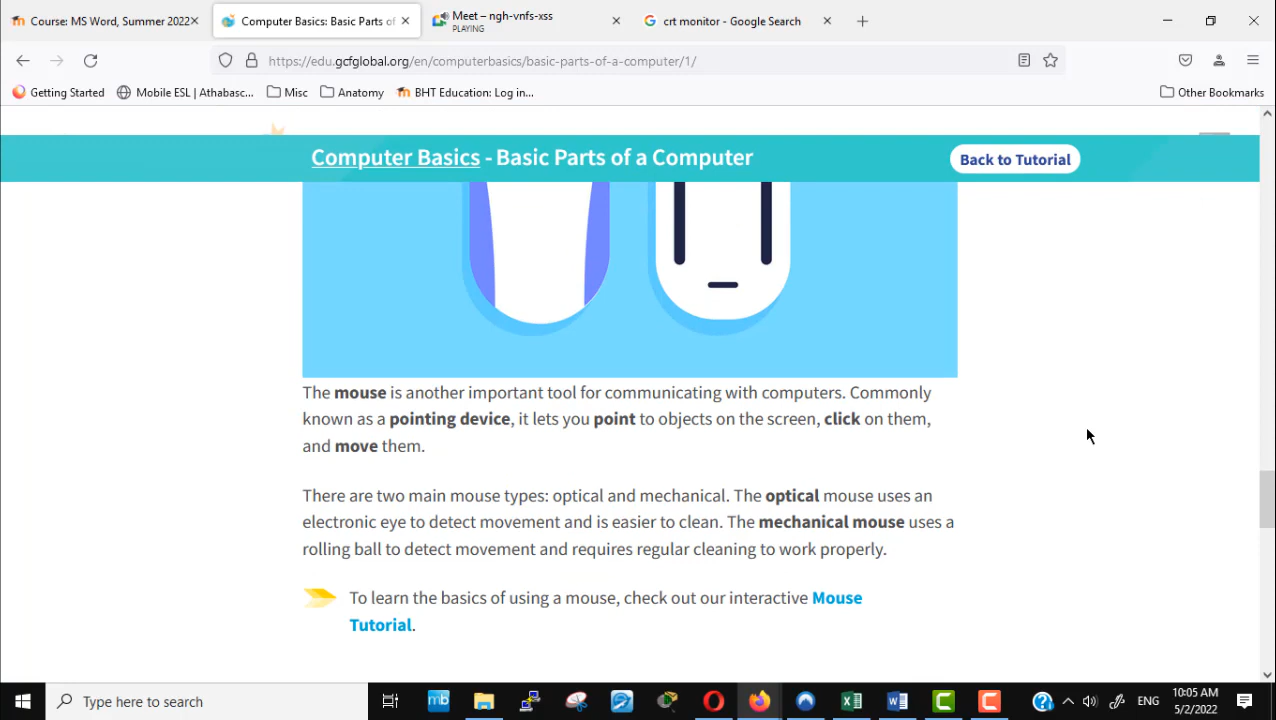 Course: MS Word, Summer 2022
Computer Basics: Basic Parts of
Meet – ngh-vnfs-xss
PLAYING
crt monitor - Google Search
https://edu.gcfglobal.org/en/computerbasics/basic-parts-of-a-computer/1/
Getting Started
Mobile ESL | Athabasc...
Misc
Anatomy
BHT Education: Log in...
Other Bookmarks
Computer Basics - Basic Parts of a Computer
Back to Tutorial
The mouse is another important tool for communicating with computers. Commonly
known as a pointing device, it lets you point to objects on the screen, click on them,
and move them.
There are two main mouse types: optical and mechanical. The optical mouse uses an
electronic eye to detect movement and is easier to clean. The mechanical mouse uses a
rolling ball to detect movement and requires regular cleaning to work properly.
To learn the basics of using a mouse, check out our interactive Mouse
Tutorial.
Type here to search
mb
ENG
10:05 AM
5/2/2022